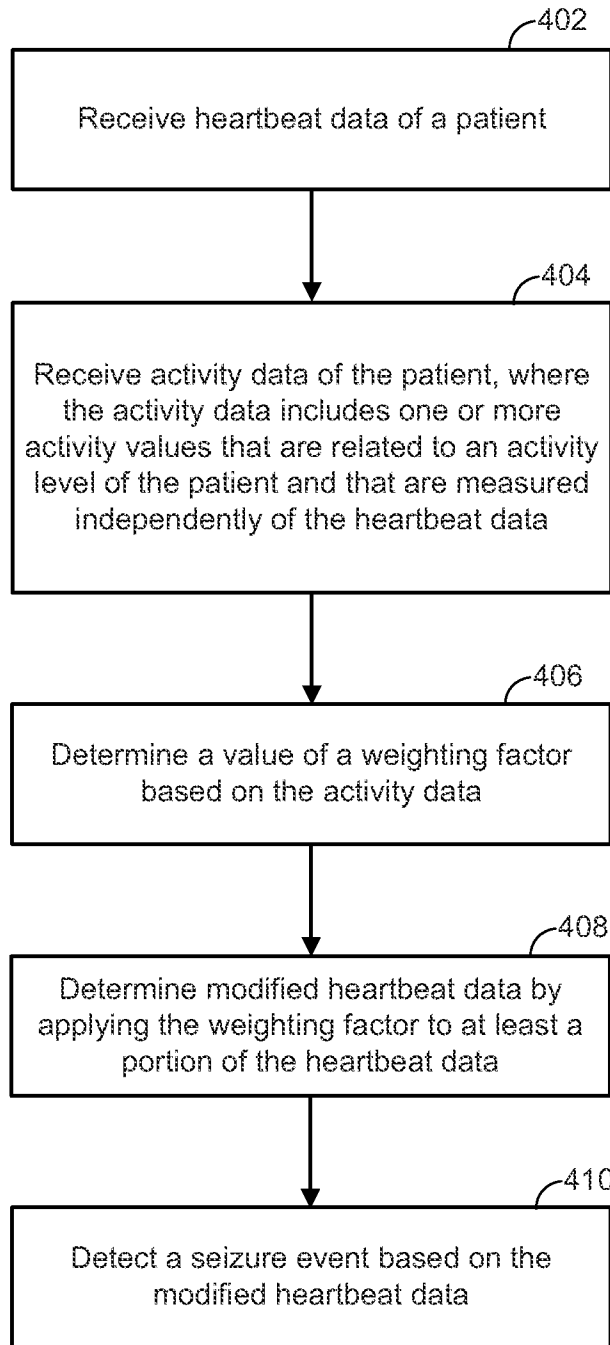 402
Receive heartbeat data of a patient
404
Receive activity data of the patient, where
the activity data includes one or more
activity values that are related to an activity
level of the patient and that are measured
independently of the heartbeat data
406
Determine a value of a weighting factor
based on the activity data
408
Determine modified heartbeat data by
applying the weighting factor to at least a
portion of the heartbeat data
410
Detect a seizure event based on the
modified heartbeat data